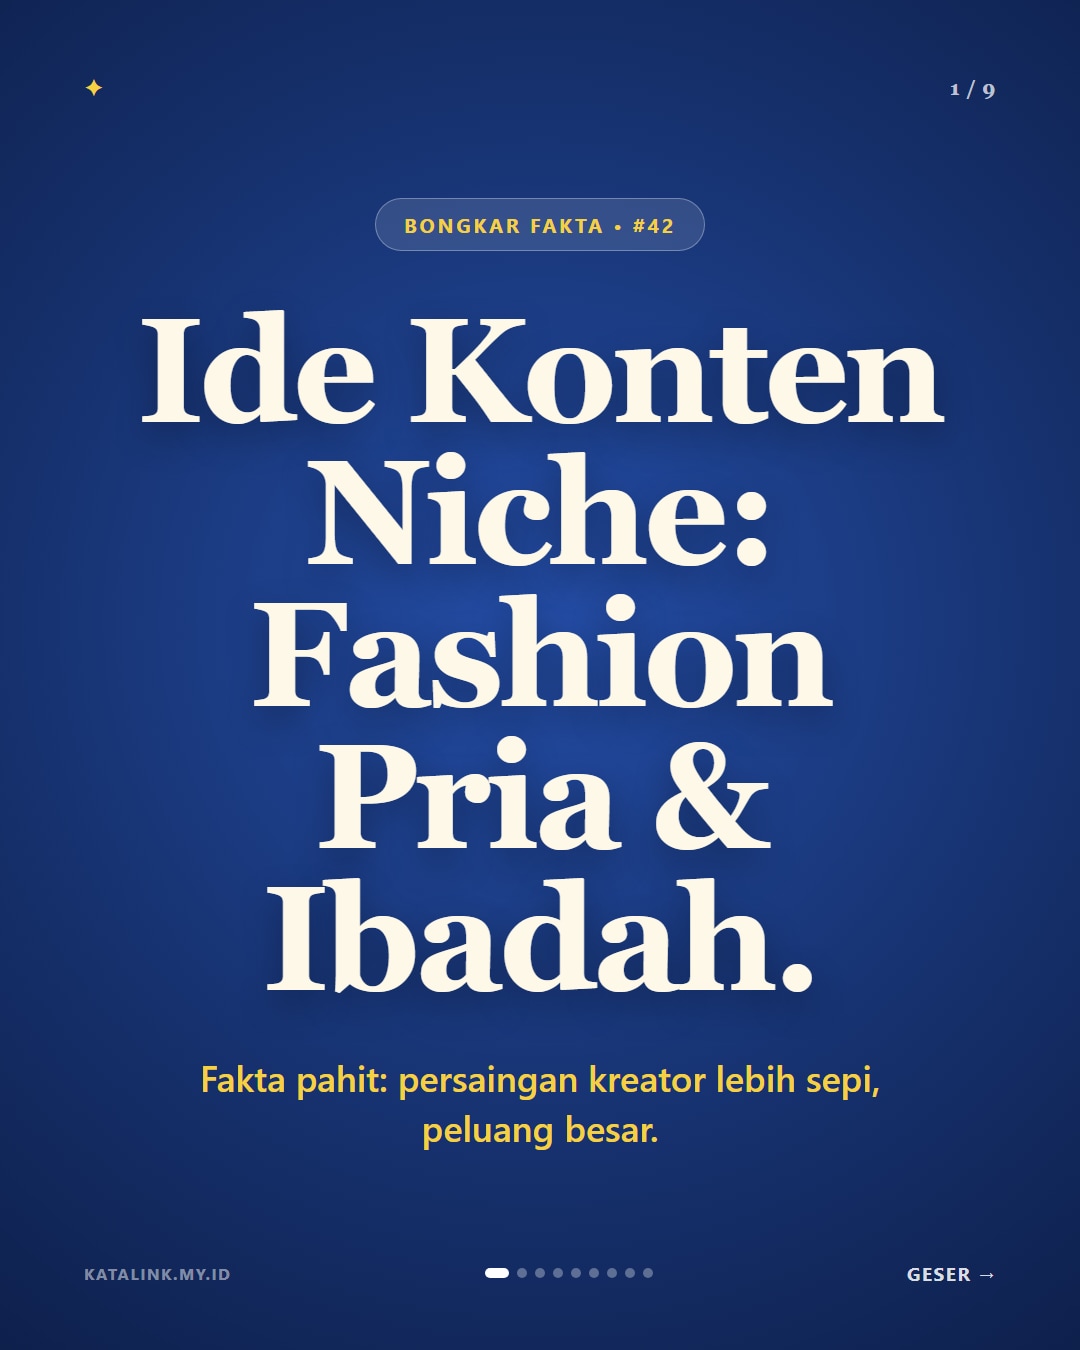 ✦
1 / 9
BONGKAR FAKTA • #42
Ide Konten
Niche:
Fashion
Pria &
Ibadah.
Fakta pahit: persaingan kreator lebih sepi,
peluang besar.
KATALINK.MY.ID
GESER →